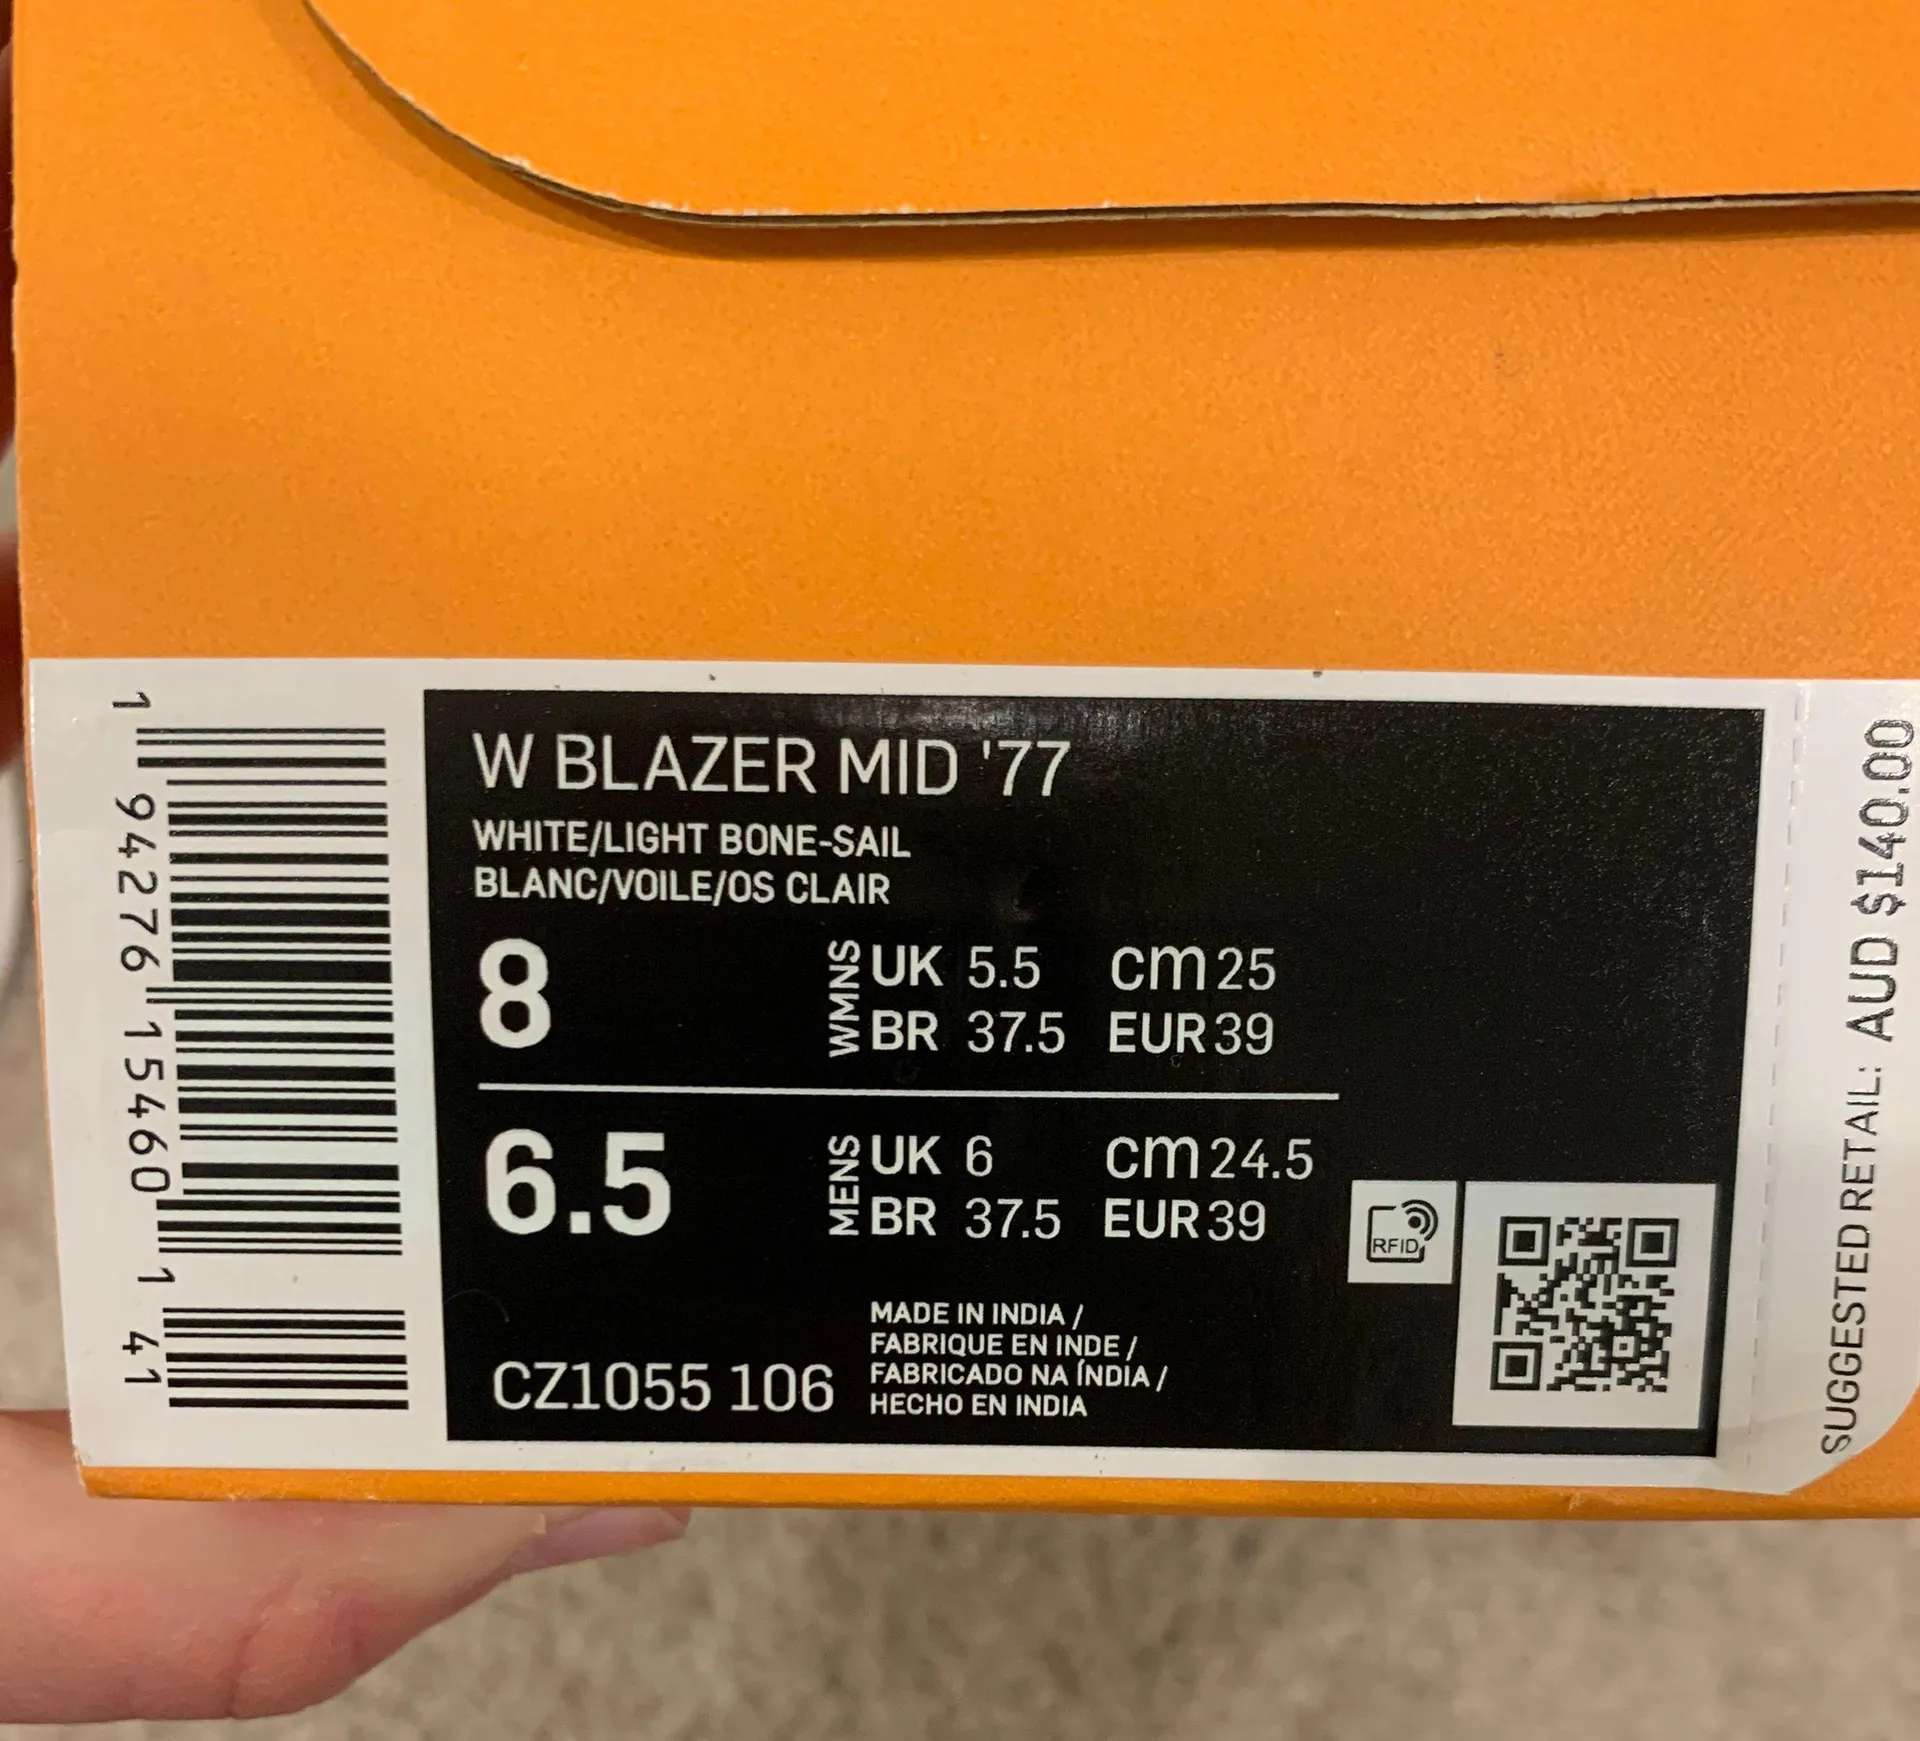 W BLAZER MID '77
WHITE/LIGHT BONE-SAIL
BLANC/VOILE/OS CLAIR
8
WMNS
UK 5.5 cm 25
BR 37.5 EUR 39
6.5
MENS
UK 6 cm 24.5
BR 37.5 EUR 39
RFID
CZ1055 106
MADE IN INDIA /
FABRIQUE EN INDE /
FABRICADO NA ÍNDIA /
HECHO EN INDIA
1 94276 15460 1 41
SUGGESTED RETAIL: AUD $140.00